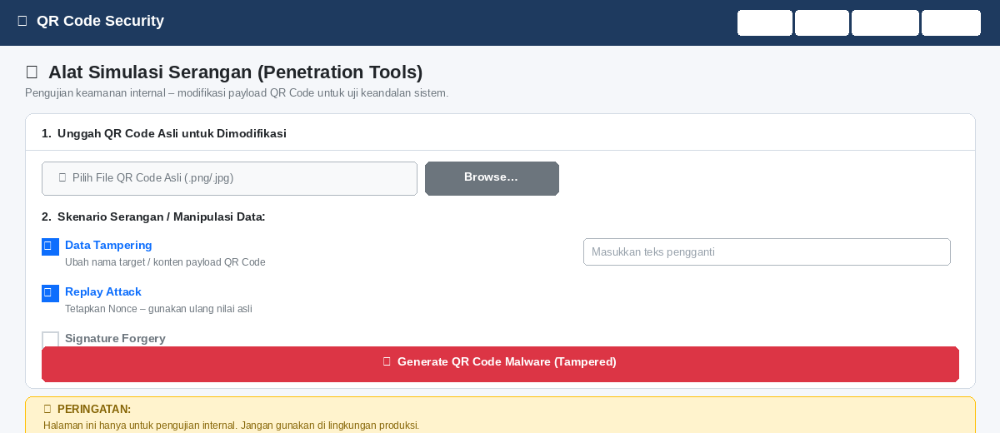 QR Code Security
Alat Simulasi Serangan (Penetration Tools)
Pengujian keamanan internal – modifikasi payload QR Code untuk uji keandalan sistem.
1. Unggah QR Code Asli untuk Dimodifikasi
Pilih File QR Code Asli (.png/.jpg)
Browse...
2. Skenario Serangan / Manipulasi Data:
Data Tampering
Masukkan teks pengganti
Ubah nama target / konten payload QR Code
Replay Attack
Tetapkan Nonce – gunakan ulang nilai asli
Signature Forgery
Generate QR Code Malware (Tampered)
PERINGATAN:
Halaman ini hanya untuk pengujian internal. Jangan gunakan di lingkungan produksi.